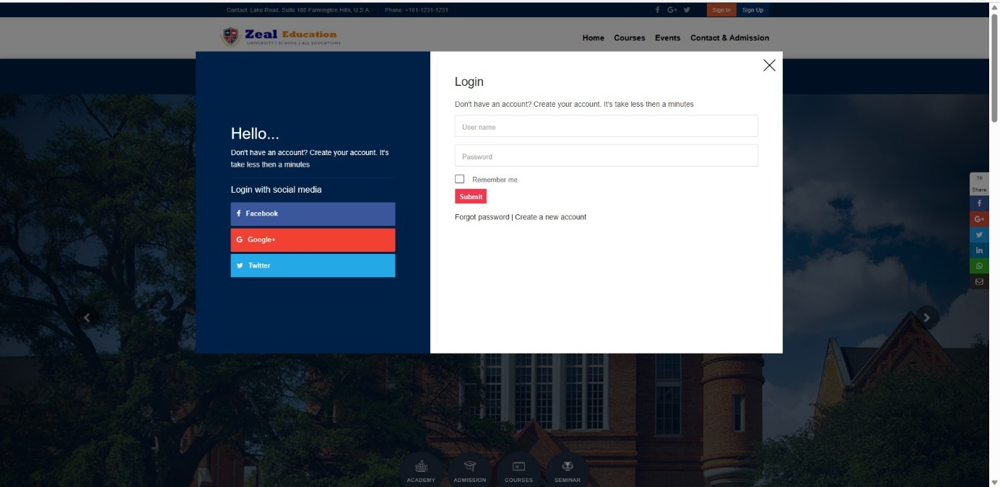 Contact: Lake Road, Suite 180 Farmington Hills, U.S.A. Phone: +101-1231-1231 G+ Sign In Sign Up
Zeal Education
UNIVERSITY | SCHOOL | ALL EDUCATIONS
Home Courses Events Contact & Admission
Hello...
Don't have an account? Create your account. It's
take less then a minutes
Login with social media
Facebook
G Google+
Twitter
Login
Don't have an account? Create your account. It's take less then a minutes
User name
Password
Remember me
Submit
Forgot password | Create a new account
1k
Share
G+
in
ACADEMY ADMISSION COURSES SEMINAR